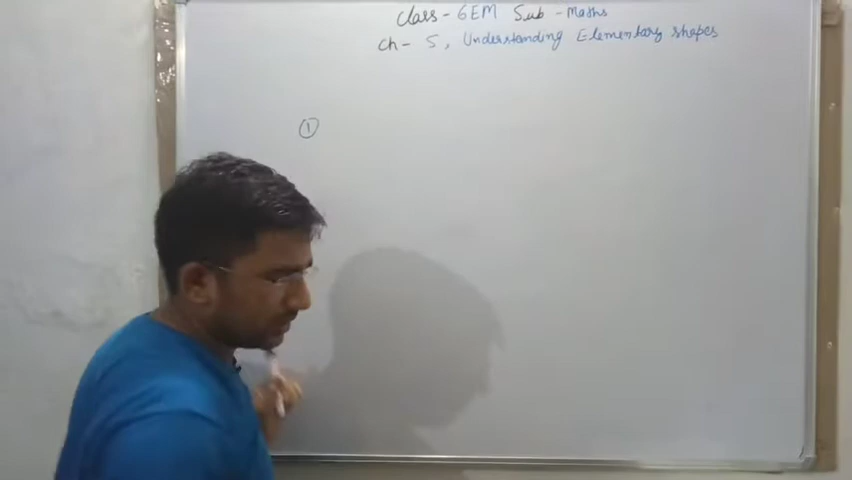 Class - 6EM Sub - Maths
Ch - 5, Understanding Elementary shapes
①